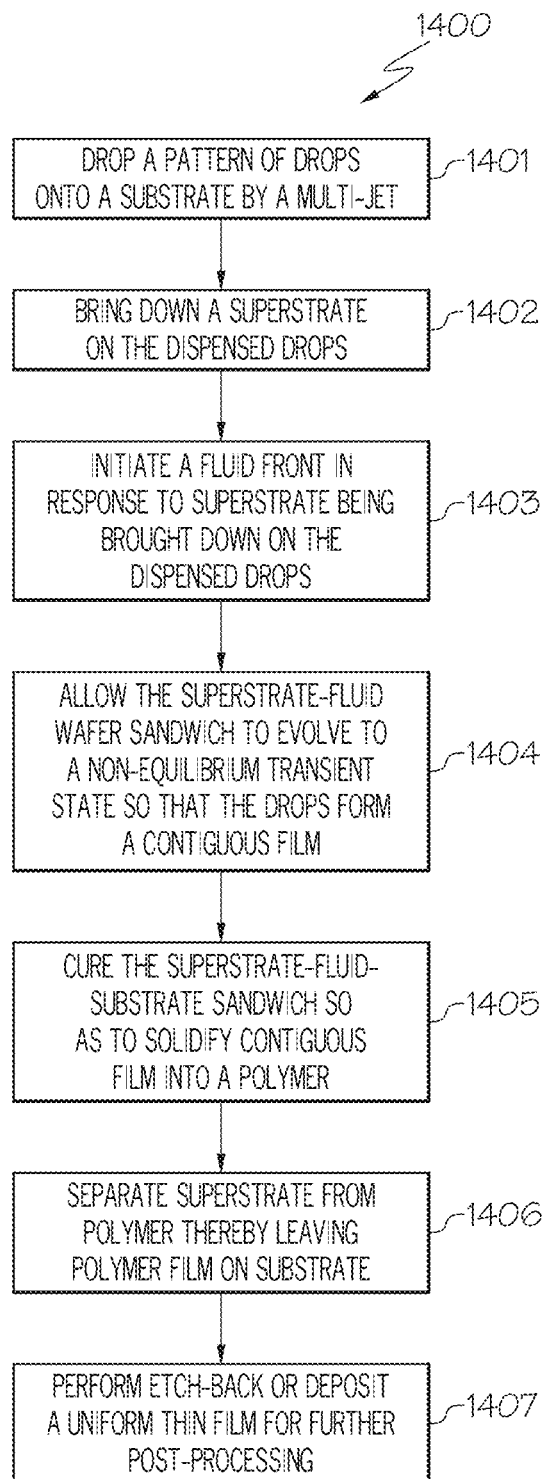 1400
DROP A PATTERN OF DROPS
ONTO A SUBSTRATE BY A MULTI-JET
1401
BRING DOWN A SUPERSTRATE
ON THE DISPENSED DROPS
1402
INITIATE A FLUID FRONT IN
RESPONSE TO SUPERSTRATE BEING
BROUGHT DOWN ON THE
DISPENSED DROPS
1403
ALLOW THE SUPERSTRATE-FLUID
WAFER SANDWICH TO EVOLVE TO
A NON-EQUILIBRIUM TRANSIENT
STATE SO THAT THE DROPS FORM
A CONTIGUOUS FILM
1404
CURE THE SUPERSTRATE-FLUID-
SUBSTRATE SANDWICH SO
AS TO SOLIDIFY CONTIGUOUS
FILM INTO A POLYMER
1405
SEPARATE SUPERSTRATE FROM
POLYMER THEREBY LEAVING
POLYMER FILM ON SUBSTRATE
1406
PERFORM ETCH-BACK OR DEPOSIT
A UNIFORM THIN FILM FOR FURTHER
POST-PROCESSING
1407